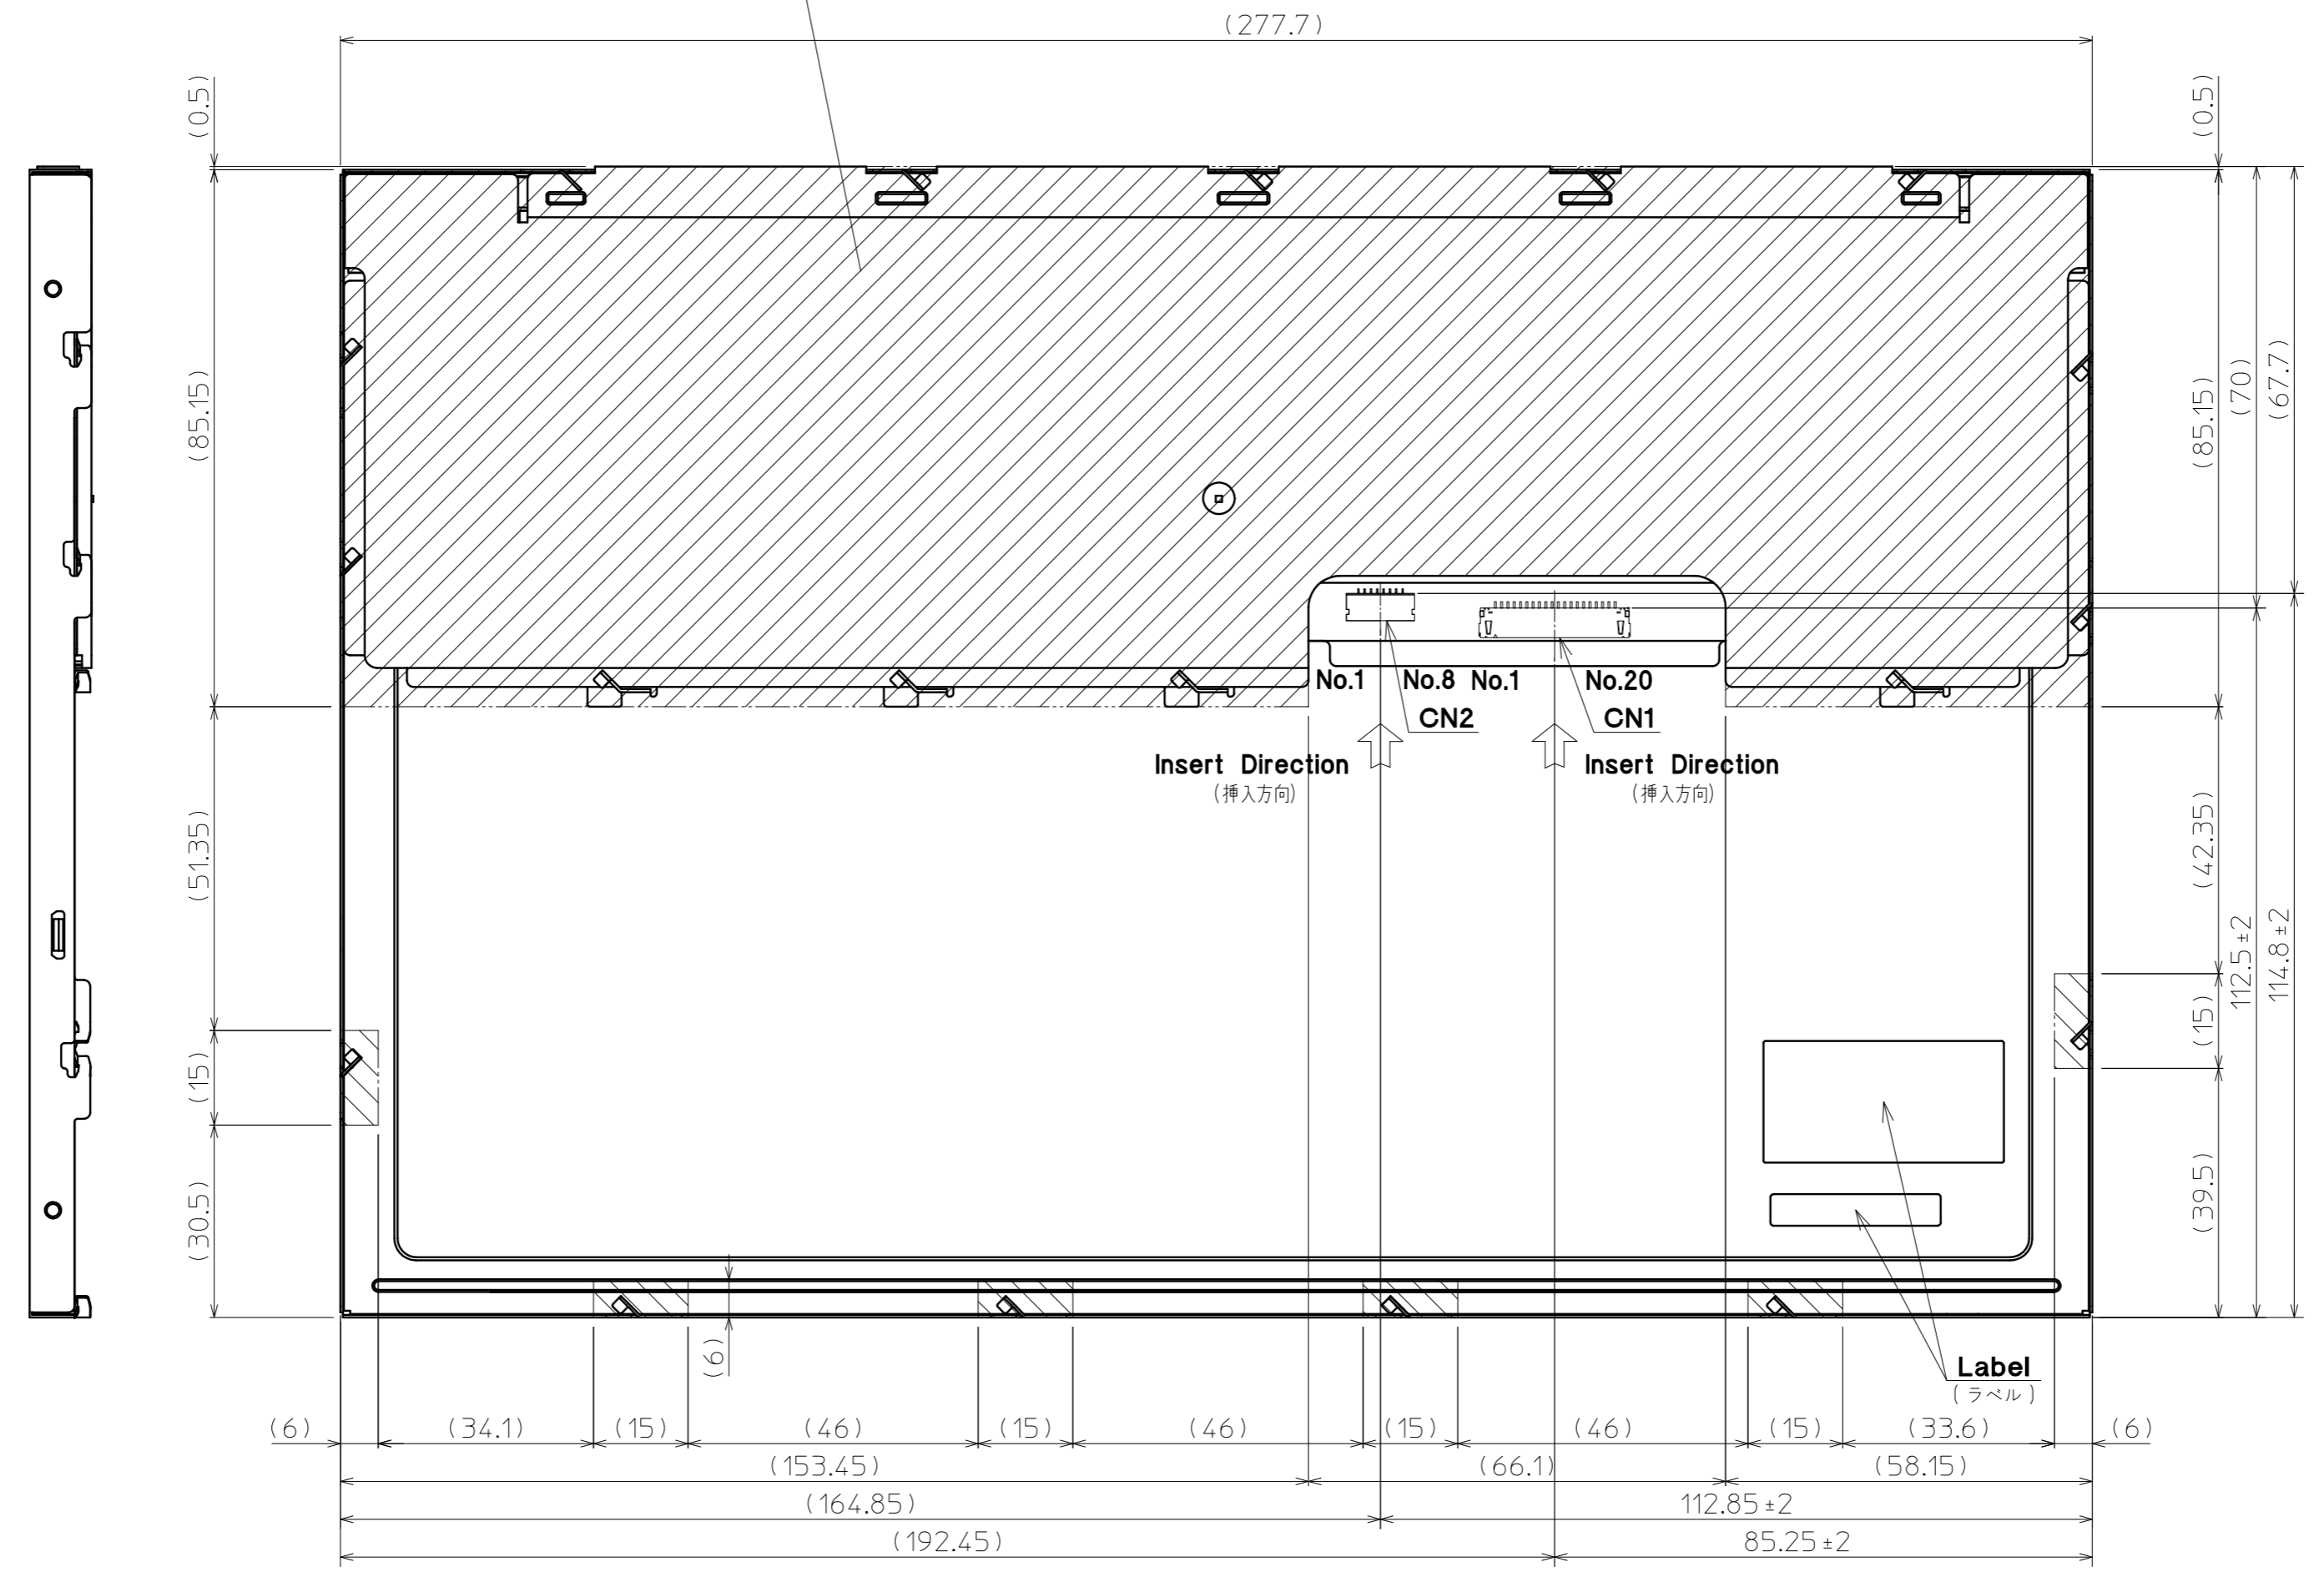 (277.7)
(0.5)
(0.5)
(85.15)
(85.15)
(70)
(67.7)
No.1
No.8
No.1
No.20
CN2
CN1
Insert Direction
(挿入方向)
Insert Direction
(挿入方向)
(51.35)
(42.35)
112.5±2
114.8±2
(15)
(15)
(30.5)
(39.5)
(6)
Label
(ラベル)
(6)
(34.1)
(15)
(46)
(15)
(46)
(15)
(46)
(15)
(33.6)
(6)
(153.45)
(66.1)
(58.15)
(164.85)
112.85±2
(192.45)
85.25±2